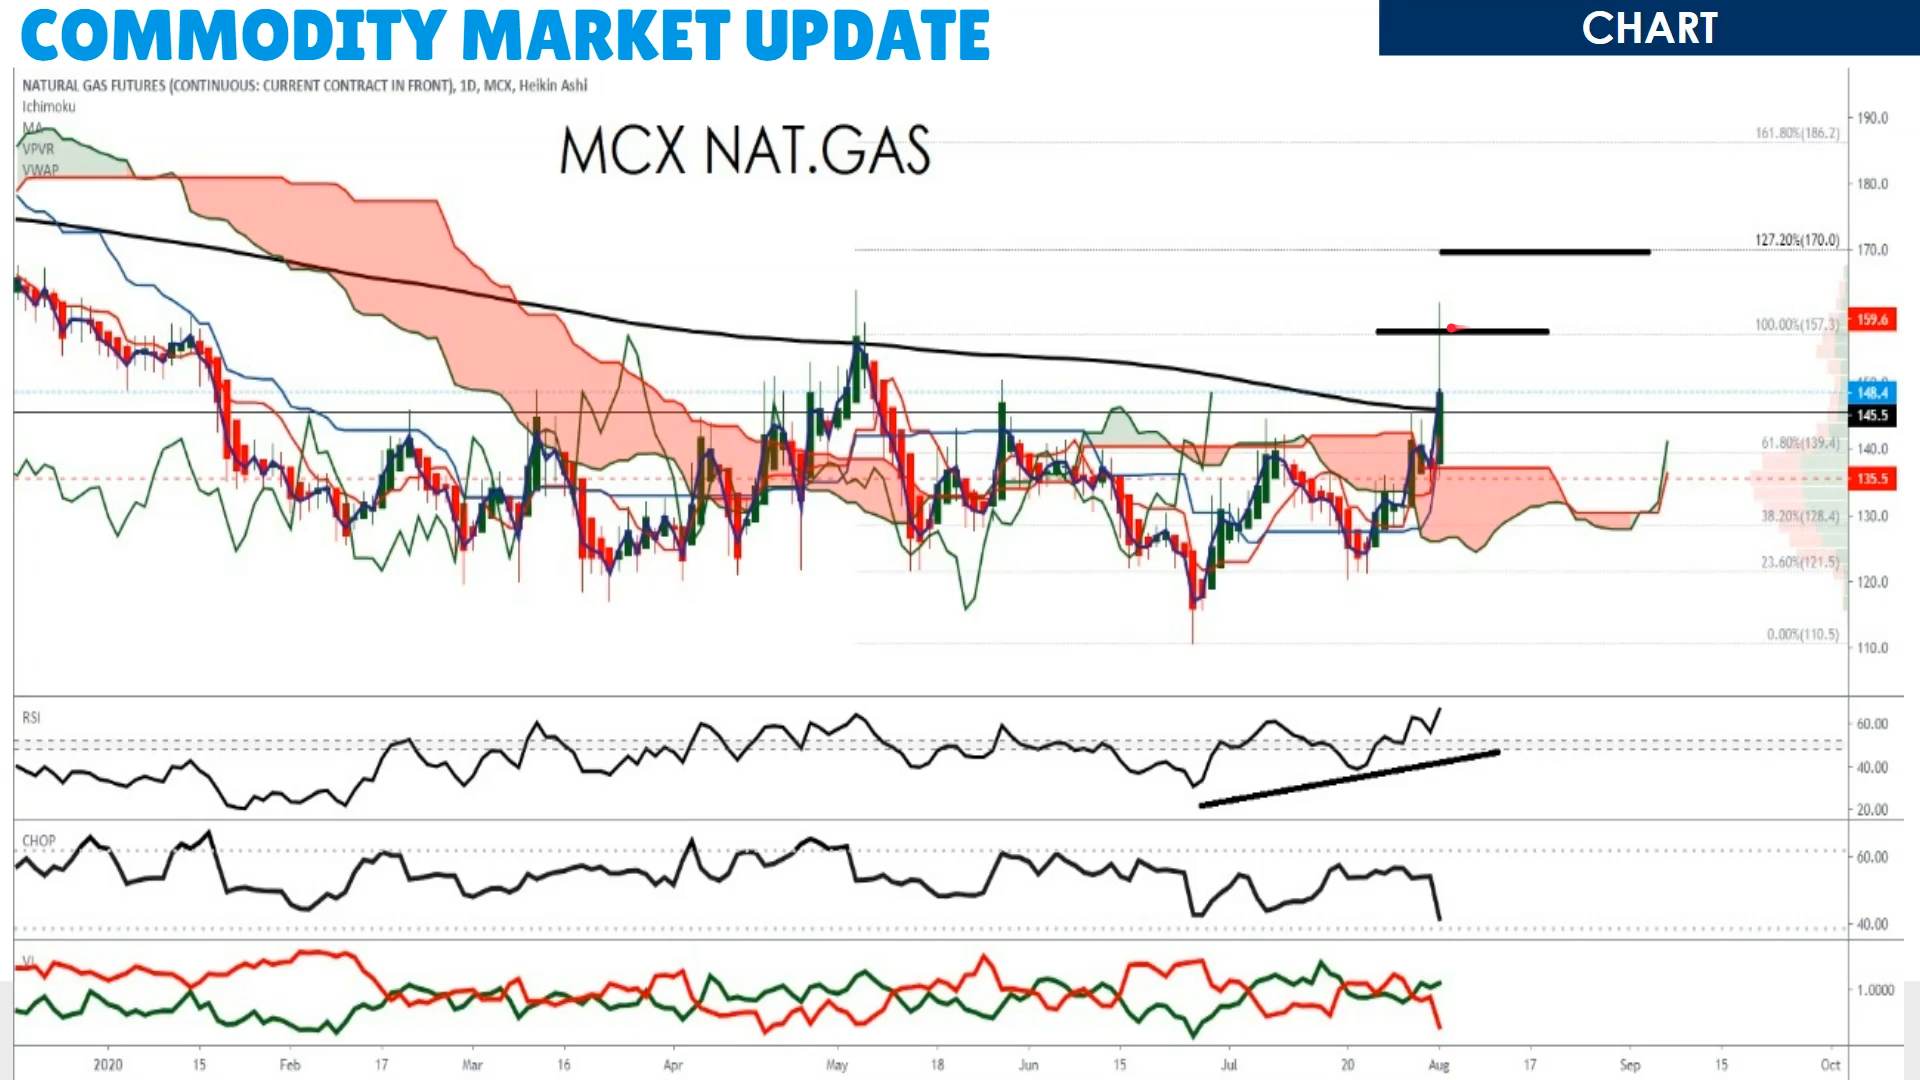 COMMODITY MARKET UPDATE
CHART
NATURAL GAS FUTURES (CONTINUOUS: CURRENT CONTRACT IN FRONT), 1D, MCX, Heikin Ashi
Ichimoku
MA
VPVR
VWAP
MCX NAT.GAS
190.0
161.80%(186.2)
180.0
127.20%(170.0)
170.0
159.6
100.00%(157.3)
148.4
145.5
61.80%(139.4)
140.0
135.5
130.0
38.20%(128.4)
23.60%(121.5)
120.0
0.00%(110.5)
110.0
RSI
60.00
40.00
20.00
CHOP
60.00
40.00
VI
1.0000
2020 15 Feb 17 Mar 16 Apr May 18 Jun 15 Jul 20 Aug 17 Sep 15 Oct